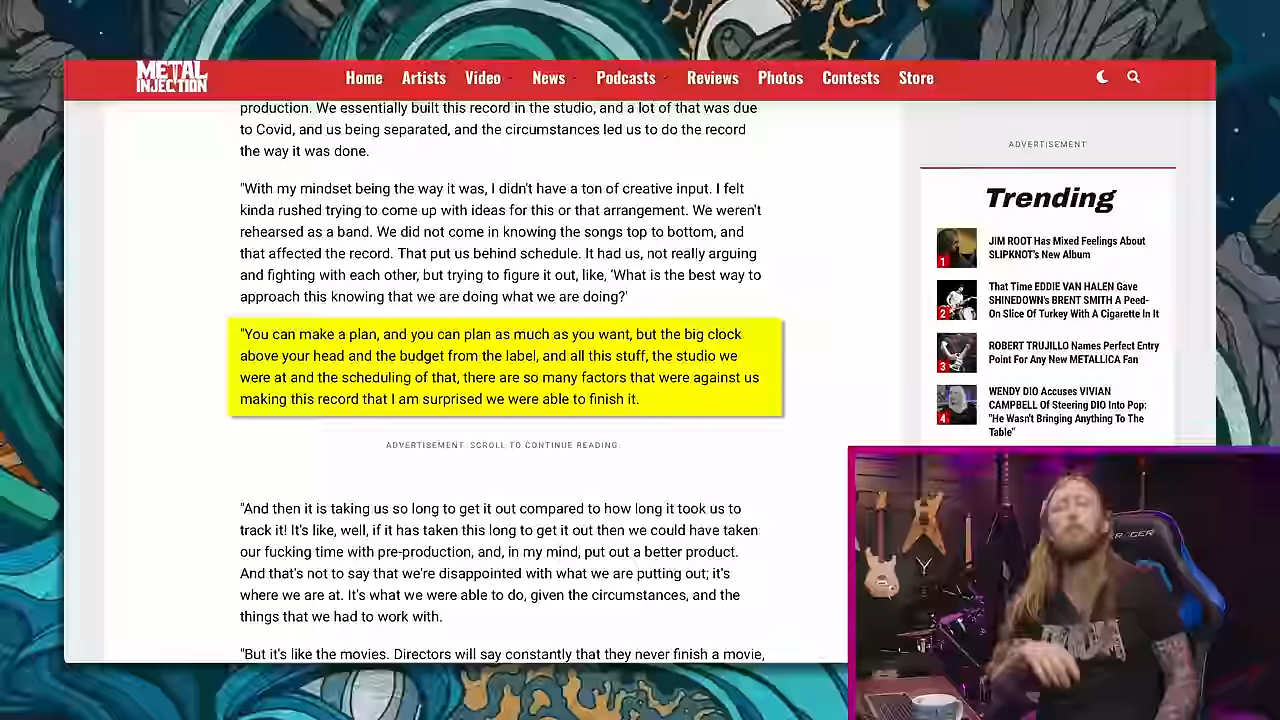 METAL
INJECTION
Home Artists Video News Podcasts Reviews Photos Contests Store
production. We essentially built this record in the studio, and a lot of that was due
to Covid, and us being separated, and the circumstances led us to do the record
the way it was done.
"With my mindset being the way it was, I didn't have a ton of creative input. I felt
kinda rushed trying to come up with ideas for this or that arrangement. We weren't
rehearsed as a band. We did not come in knowing the songs top to bottom, and
that affected the record. That put us behind schedule. It had us, not really arguing
and fighting with each other, but trying to figure it out, like, 'What is the best way to
approach this knowing that we are doing what we are doing?'
"You can make a plan, and you can plan as much as you want, but the big clock
above your head and the budget from the label, and all this stuff, the studio we
were at and the scheduling of that, there are so many factors that were against us
making this record that I am surprised we were able to finish it.
ADVERTISEMENT. SCROLL TO CONTINUE READING.
"And then it is taking us so long to get it out compared to how long it took us to
track it! It's like, well, if it has taken this long to get it out then we could have taken
our fucking time with pre-production, and, in my mind, put out a better product.
And that's not to say that we're disappointed with what we are putting out; it's
where we are at. It's what we were able to do, given the circumstances, and the
things that we had to work with.
"But it's like the movies. Directors will say constantly that they never finish a movie,
ADVERTISEMENT
Trending
1
JIM ROOT Has Mixed Feelings About
SLIPKNOT's New Album
2
That Time EDDIE VAN HALEN Gave
SHINEDOWN's BRENT SMITH A Peed-
On Slice Of Turkey With A Cigarette In It
3
ROBERT TRUJILLO Names Perfect Entry
Point For Any New METALLICA Fan
4
WENDY DIO Accuses VIVIAN
CAMPBELL Of Steering DIO Into Pop:
"He Wasn't Bringing Anything To The
Table"